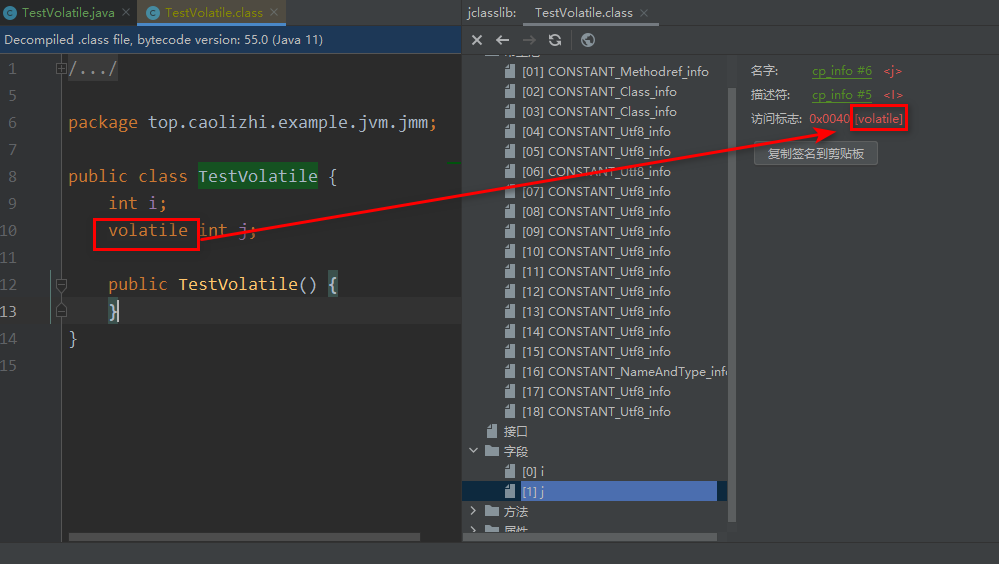 TestVolatile.java
TestVolatile.class
Decompiled .class file, bytecode version: 55.0 (Java 11)
1 /.../
5
6 package top.caolizhi.example.jvm.jmm;
7
8 public class TestVolatile {
9 int i;
10 volatile int j;
11
12 public TestVolatile() {
13 }
14 }
15
jclasslib: TestVolatile.class
[01] CONSTANT_Methodref_info
[02] CONSTANT_Class_info
[03] CONSTANT_Class_info
[04] CONSTANT_Utf8_info
[05] CONSTANT_Utf8_info
[06] CONSTANT_Utf8_info
[07] CONSTANT_Utf8_info
[08] CONSTANT_Utf8_info
[09] CONSTANT_Utf8_info
[10] CONSTANT_Utf8_info
[11] CONSTANT_Utf8_info
[12] CONSTANT_Utf8_info
[13] CONSTANT_Utf8_info
[14] CONSTANT_Utf8_info
[15] CONSTANT_Utf8_info
[16] CONSTANT_NameAndType_info
[17] CONSTANT_Utf8_info
[18] CONSTANT_Utf8_info
接口
字段
[0] i
[1] j
方法
属性
名字: cp_info #6 <j>
描述符: cp_info #5 <I>
访问标志: 0x0040 [volatile]
复制签名到剪贴板